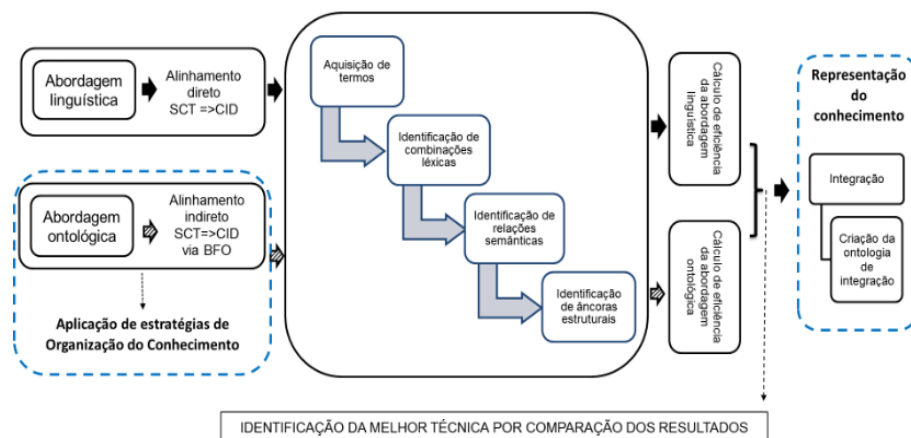 Abordagem
linguística
Alinhamento
direto
SCT =>CID
Abordagem
ontológica
Alinhamento
indireto
SCT=>CID
via BFO
Aplicação de estratégias de
Organização do Conhecimento
Aquisição de
termos
Identificação de
combinações
léxicas
Identificação de
relações
semânticas
Identificação
de âncoras
estruturais
Cálculo de eficiência
da abordagem
linguística
Cálculo de eficiência
da abordagem
ontológica
Representação
do
conhecimento
Integração
Criação da
ontologia de
integração
IDENTIFICAÇÃO DA MELHOR TÉCNICA POR COMPARAÇÃO DOS RESULTADOS